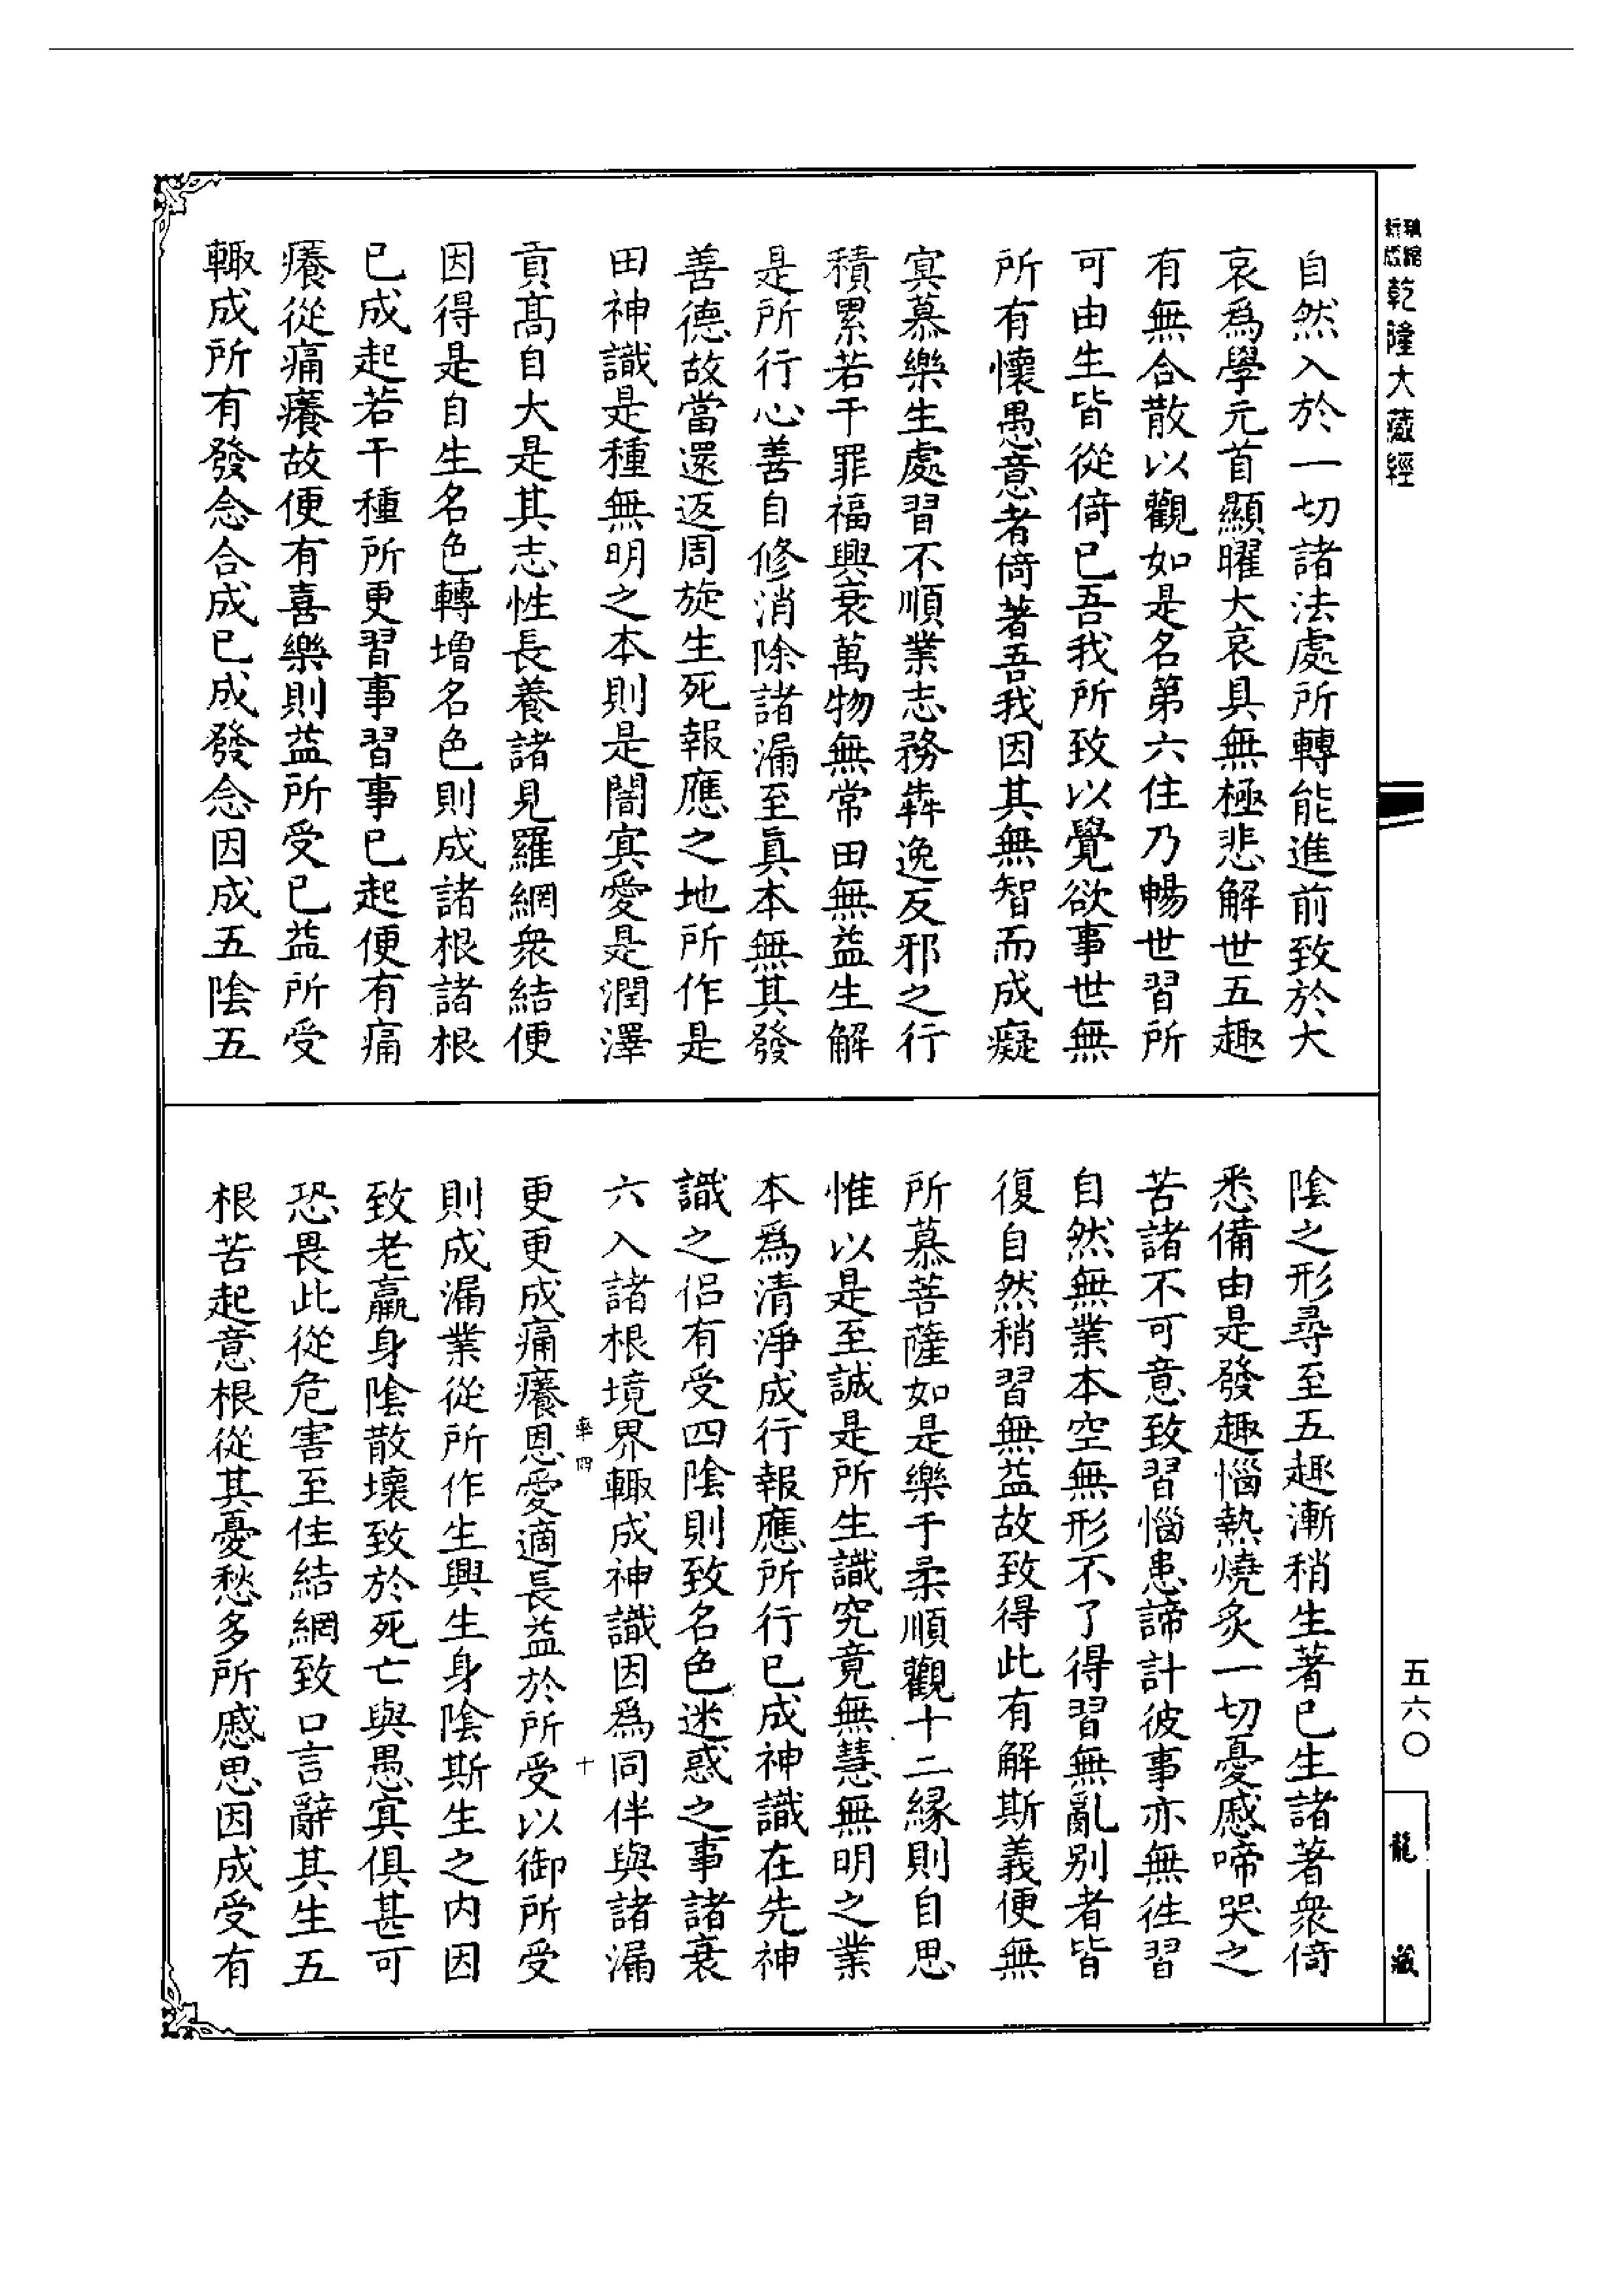 乾隆大藏經
自然入於一切諸法處所轉能進前致於大
哀爲學元首顯曜大哀具無極悲解世五趣
有無合散以觀如是名第六住乃暢世習所
可由生皆從倚已吾我所致以覺欲事世無
所有懷愚意者倚著吾我因其無智而成癡
冥慕樂生處習不順業志務犇逸反邪之行
積累若干罪福興衰萬物無常田無益生解
是所行心善自修消除諸漏至真本無其發
善德故當還返周旋生死報應之地所作是
田神識是種無明之本則是闇冥愛是潤澤
貢高自大是其志性長養諸見羅網衆結便
因得是自生名色轉增名色則成諸根諸根
已成起若干種所更習事習事已起便有痛
癢從痛癢故便有喜樂則益所受已益所受
輙成所有發念合成已成發念因成五陰五
陰之形尋至五趣漸稍生著已生諸著衆倚
悉備由是發趣惱熱燒炙一切憂慼啼哭之
苦諸不可意致習惱患諦計彼事亦無徃習
自然無業本空無形不了得習無亂別者皆
復自然稍習無益故致得此有解斯義便無
所慕菩薩如是樂于柔順觀十二緣則自思
惟以是至誠是所生識究竟無慧無明之業
本爲清淨成行報應所行已成神識在先神
識之侶有受四陰則致名色迷惑之事諸衰
六入諸根境界輙成神識因爲同伴與諸漏
更更成痛癢恩愛適長益於所受以御所受
則成漏業從所作生興生身陰斯生之内因
致老羸身陰散壞致於死亡與愚冥俱甚可
恐畏此從危害至住結網致口言辭其生五
根苦起意根從其憂愁多所慼思因成受有
率四
十
五六〇
龍藏